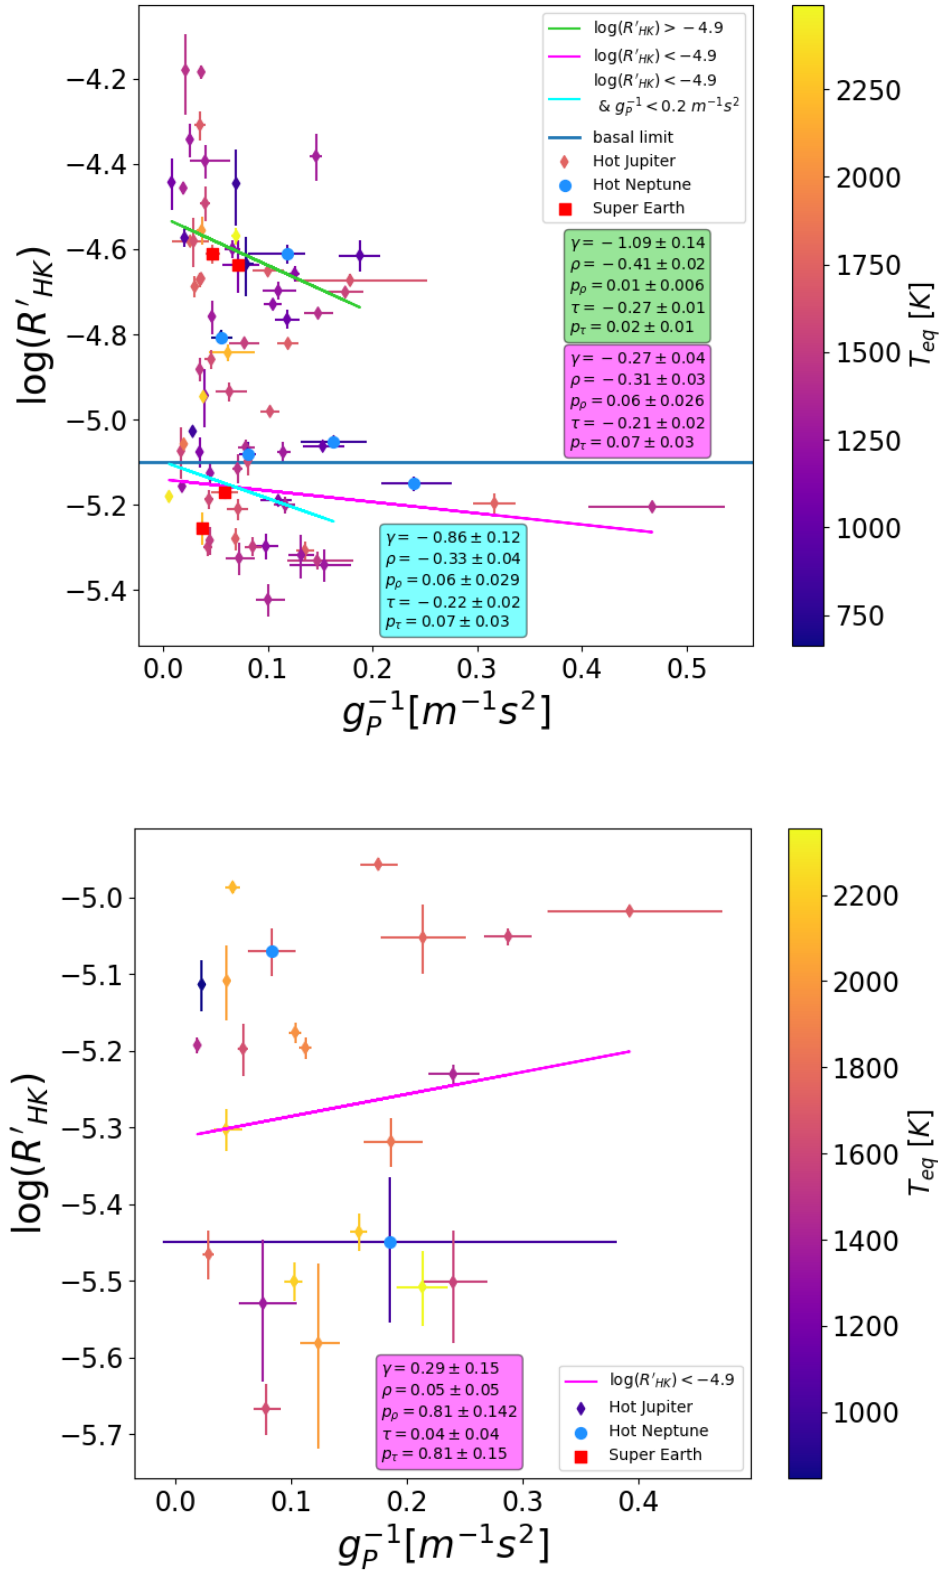 log(R'HK) > −4.9
log(R'HK) < −4.9
log(R'HK) < −4.9
& gP^−1 < 0.2 m^−1s^2
basal limit
Hot Jupiter
Hot Neptune
Super Earth
γ = −1.09 ± 0.14
ρ = −0.41 ± 0.02
pρ = 0.01 ± 0.006
τ = −0.27 ± 0.01
pτ = 0.02 ± 0.01
γ = −0.27 ± 0.04
ρ = −0.31 ± 0.03
pρ = 0.06 ± 0.026
τ = −0.21 ± 0.02
pτ = 0.07 ± 0.03
γ = −0.86 ± 0.12
ρ = −0.33 ± 0.04
pρ = 0.06 ± 0.029
τ = −0.22 ± 0.02
pτ = 0.07 ± 0.03
−4.2
−4.4
−4.6
−4.8
−5.0
−5.2
−5.4
log(R'HK)
0.0 0.1 0.2 0.3 0.4 0.5
gP^−1[m^−1s^2]
2250
2000
1750
1500
1250
1000
750
Teq [K]
−5.0
−5.1
−5.2
−5.3
−5.4
−5.5
−5.6
−5.7
log(R'HK)
γ = 0.29 ± 0.15
ρ = 0.05 ± 0.05
pρ = 0.81 ± 0.142
τ = 0.04 ± 0.04
pτ = 0.81 ± 0.15
log(R'HK) < −4.9
Hot Jupiter
Hot Neptune
Super Earth
0.0 0.1 0.2 0.3 0.4
gP^−1[m^−1s^2]
2200
2000
1800
1600
1400
1200
1000
Teq [K]